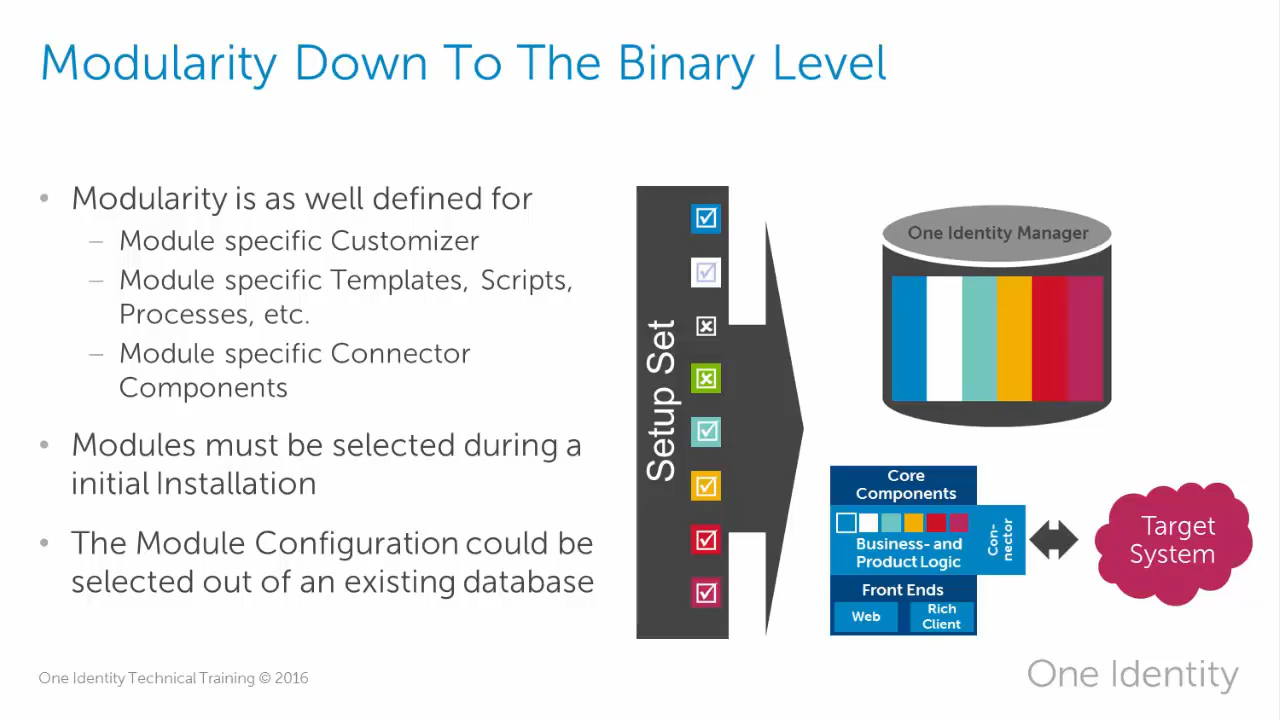 Modularity Down To The Binary Level
• Modularity is as well defined for
– Module specific Customizer
– Module specific Templates, Scripts,
Processes, etc.
– Module specific Connector
Components
• Modules must be selected during a
initial Installation
• The Module Configuration could be
selected out of an existing database
Setup Set
One Identity Manager
Core
Components
Business- and
Product Logic
Con-
nector
Front Ends
Web
Rich
Client
Target
System
One Identity Technical Training © 2016
One Identity